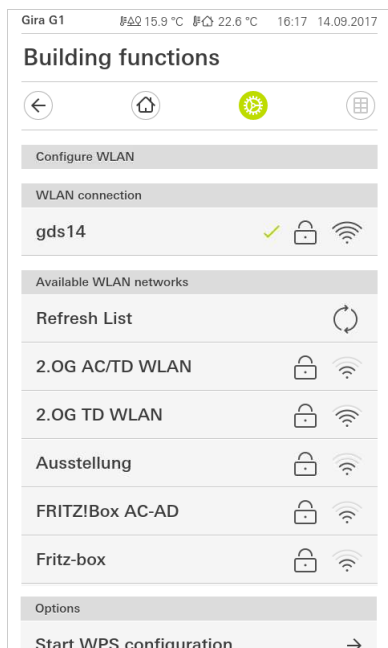 Gira G1 15.9 °C 22.6 °C 16:17 14.09.2017
Building functions
Configure WLAN
WLAN connection
gds14
Available WLAN networks
Refresh List
2.OG AC/TD WLAN
2.OG TD WLAN
Ausstellung
FRITZ!Box AC-AD
Fritz-box
Options
Start WPS configuration